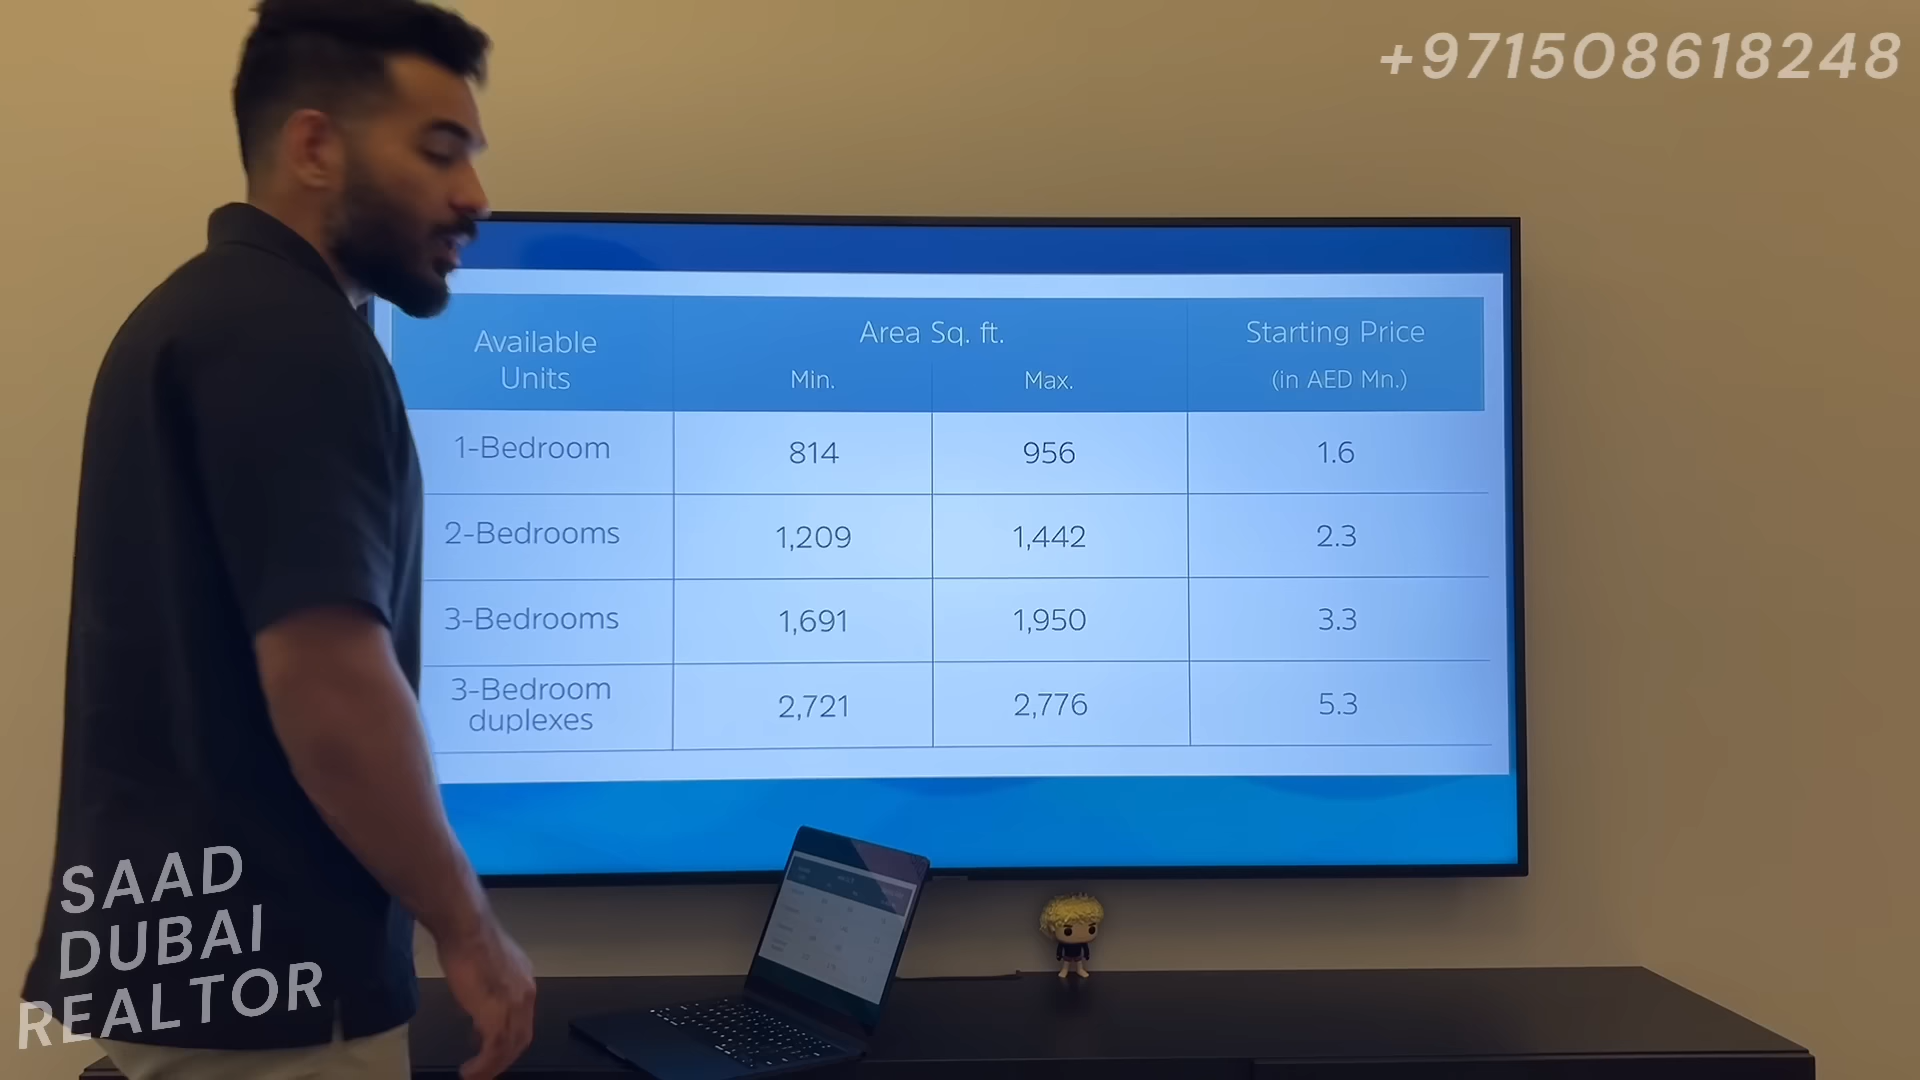 +971508618248
Available
Units
Area Sq. ft.
Min.
Max.
Starting Price
(in AED Mn.)
1-Bedroom
814
956
1.6
2-Bedrooms
1,209
1,442
2.3
3-Bedrooms
1,691
1,950
3.3
3-Bedroom
duplexes
2,721
2,776
5.3
SAAD
DUBAI
REALTOR